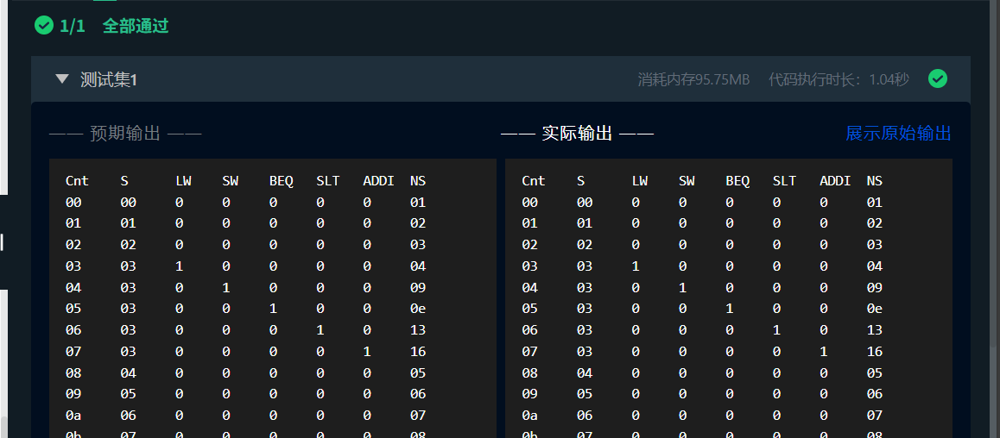 1/1 全部通过
测试集1 消耗内存95.75MB 代码执行时长：1.04秒
—— 预期输出 —— —— 实际输出 —— 展示原始输出
Cnt S LW SW BEQ SLT ADDI NS Cnt S LW SW BEQ SLT ADDI NS
00 00 0 0 0 0 0 01 00 00 0 0 0 0 0 01
01 01 0 0 0 0 0 02 01 01 0 0 0 0 0 02
02 02 0 0 0 0 0 03 02 02 0 0 0 0 0 03
03 03 1 0 0 0 0 04 03 03 1 0 0 0 0 04
04 03 0 1 0 0 0 09 04 03 0 1 0 0 0 09
05 03 0 0 1 0 0 0e 05 03 0 0 1 0 0 0e
06 03 0 0 0 1 0 13 06 03 0 0 0 1 0 13
07 03 0 0 0 0 1 16 07 03 0 0 0 0 1 16
08 04 0 0 0 0 0 05 08 04 0 0 0 0 0 05
09 05 0 0 0 0 0 06 09 05 0 0 0 0 0 06
0a 06 0 0 0 0 0 07 0a 06 0 0 0 0 0 07
0b 07 0 0 0 0 0 08 0b 07 0 0 0 0 0 08